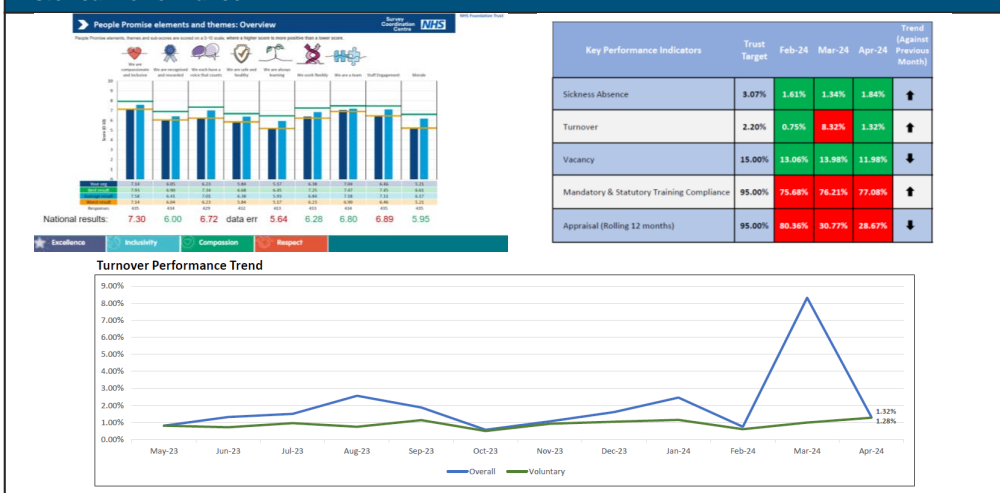 People Promise elements and themes: Overview
Survey
Coordination
Centre
NHS
NHS Foundation Trust
People Promise elements, themes and sub-scores are scored on a 0-10 scale, where a higher score is more positive than a lower score.
We are compassionate and inclusive
We are recognised and rewarded
We each have a voice that counts
We are safe and healthy
We are always learning
We work flexibly
We are a team
Staff Engagement
Morale
National results: 7.30 6.00 6.72 data err 5.64 6.28 6.80 6.89 5.95
Excellence Inclusivity Compassion Respect
Key Performance Indicators Trust Target Feb-24 Mar-24 Apr-24 Trend (Against Previous Month)
Sickness Absence 3.07% 1.61% 1.34% 1.84%
Turnover 2.20% 0.75% 8.32% 1.32%
Vacancy 15.00% 13.06% 13.98% 11.98%
Mandatory & Statutory Training Compliance 95.00% 75.68% 76.21% 77.08%
Appraisal (Rolling 12 months) 95.00% 80.36% 30.77% 28.67%
Turnover Performance Trend
9.00%
8.00%
7.00%
6.00%
5.00%
4.00%
3.00%
2.00%
1.00%
0.00%
1.32%
1.28%
May-23 Jun-23 Jul-23 Aug-23 Sep-23 Oct-23 Nov-23 Dec-23 Jan-24 Feb-24 Mar-24 Apr-24
Overall Voluntary